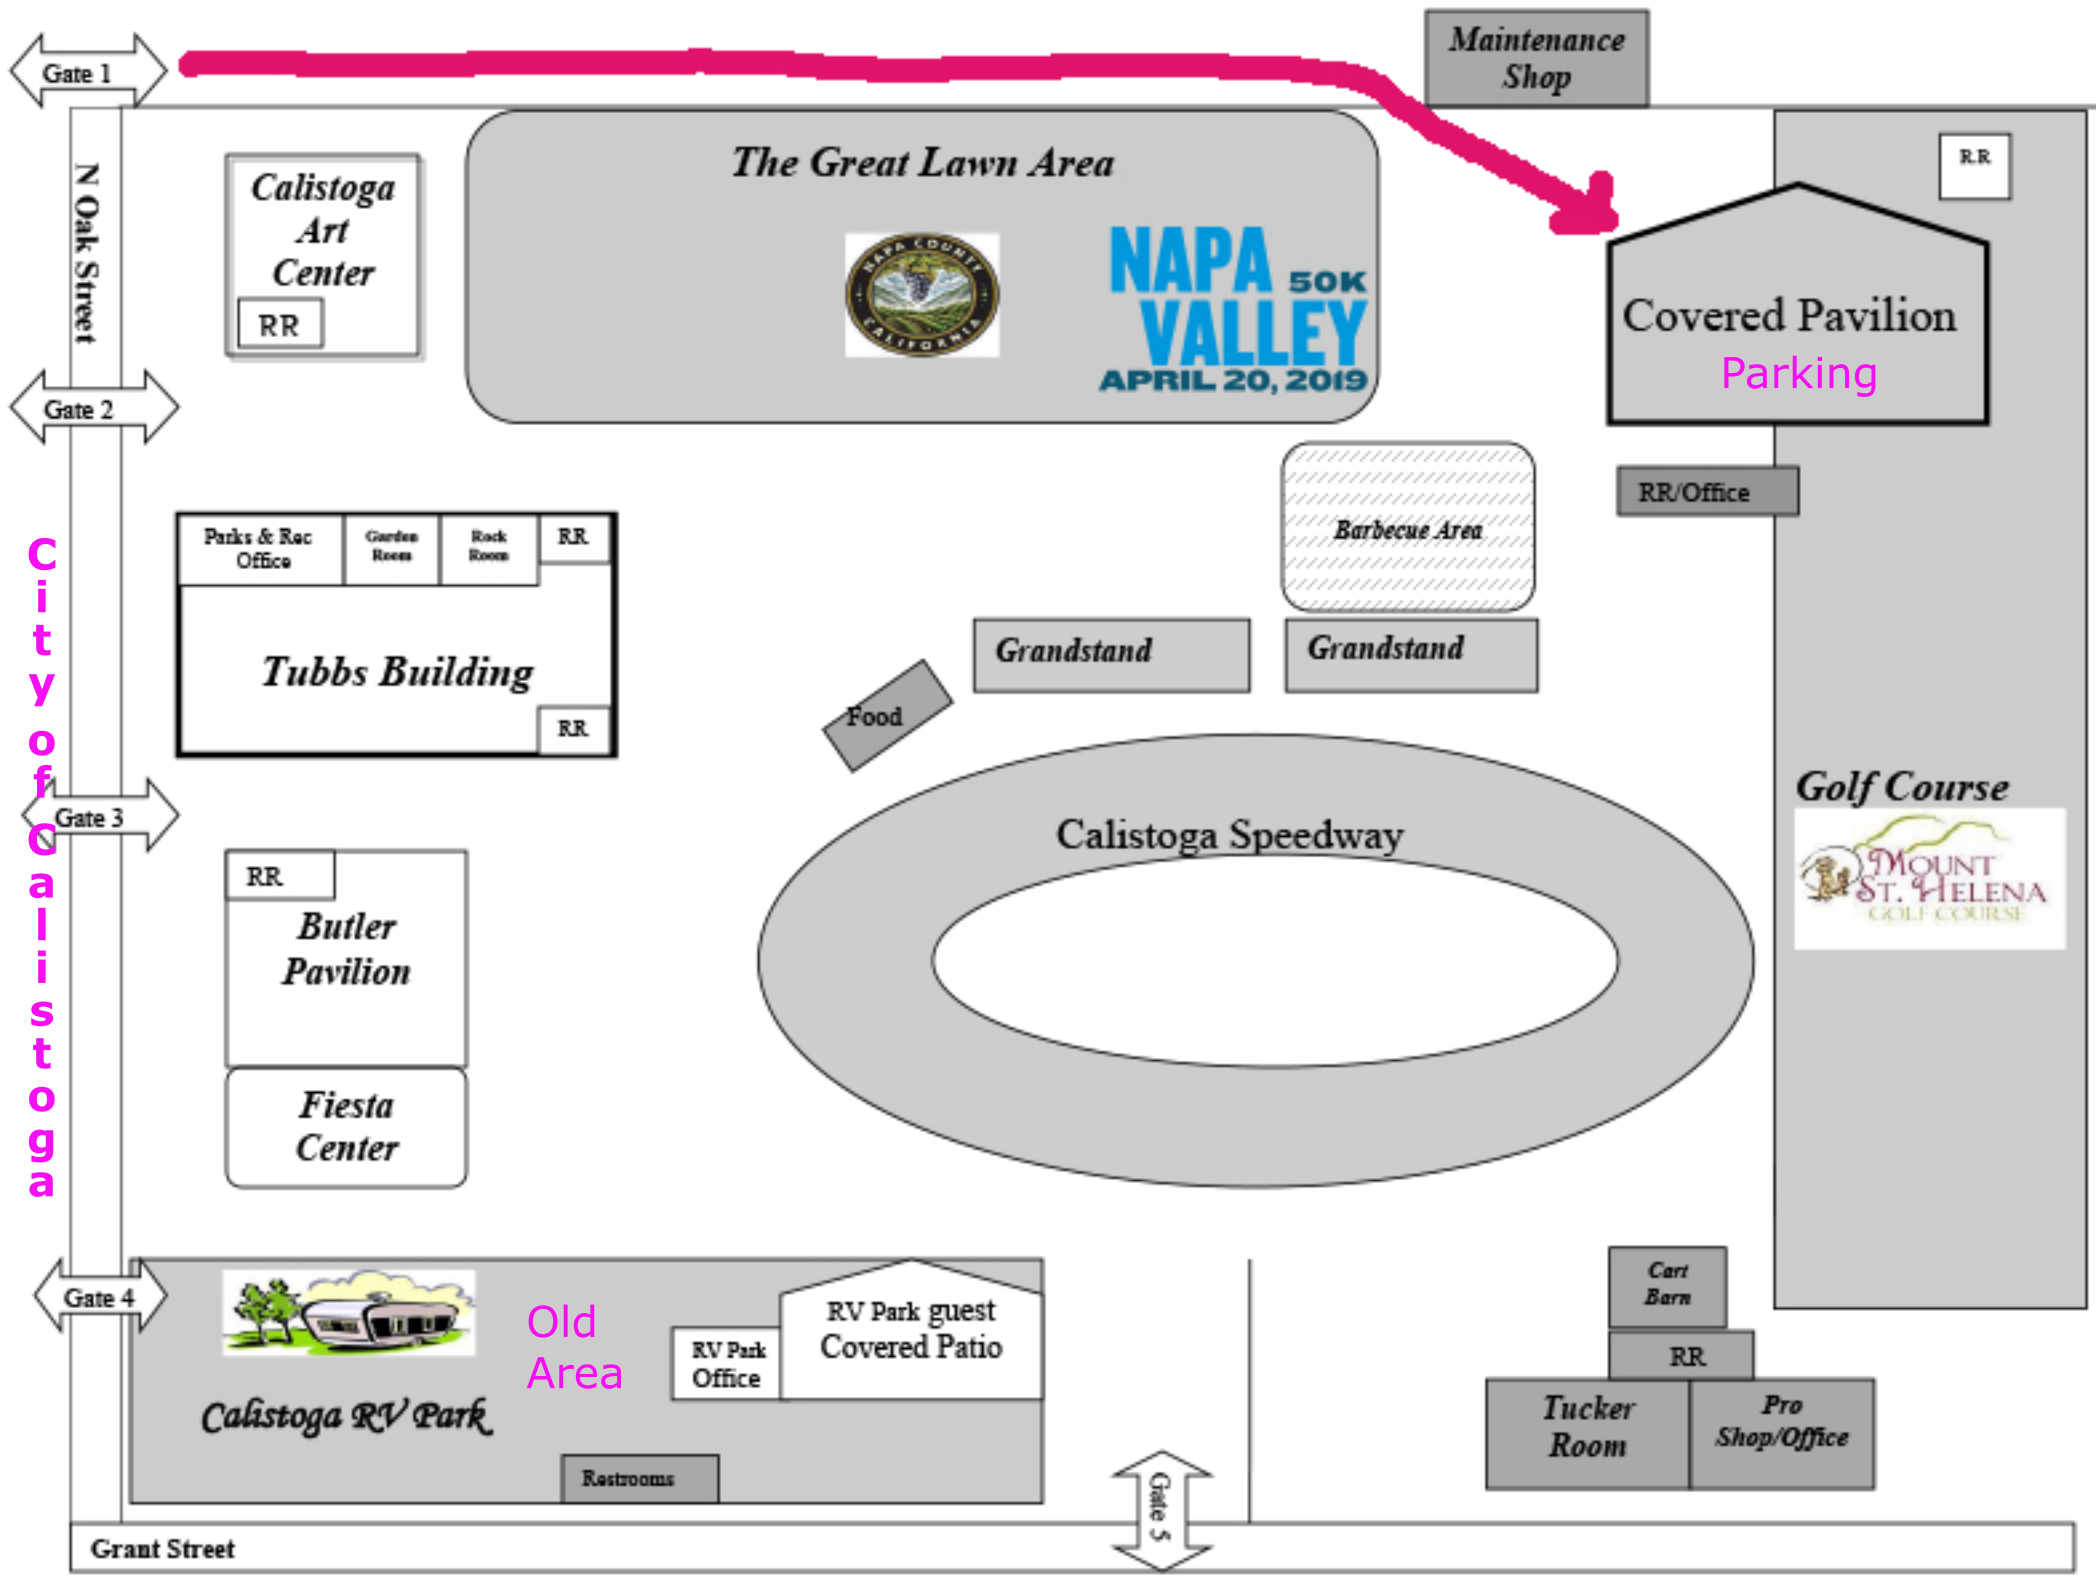 Maintenance
Shop
Gate 1
N Oak Street
Calistoga
Art
Center
RR
The Great Lawn Area
NAPA COUNTY
CALIFORNIA
NAPA 50K
VALLEY
APRIL 20, 2019
RR
Covered Pavilion
Parking
Gate 2
RR/Office
Barbecue Area
Parks & Rec
Office
Garden
Room
Rock
Room
RR
Tubbs Building
RR
City of Calistoga
Grandstand
Grandstand
Food
Gate 3
Calistoga Speedway
Golf Course
MOUNT
ST. HELENA
GOLF COURSE
RR
Butler
Pavilion
Fiesta
Center
Gate 4
Old
Area
RV Park guest
Covered Patio
RV Park
Office
Calistoga RV Park
Restrooms
Cart
Barn
RR
Tucker
Room
Pro
Shop/Office
Gate 5
Grant Street